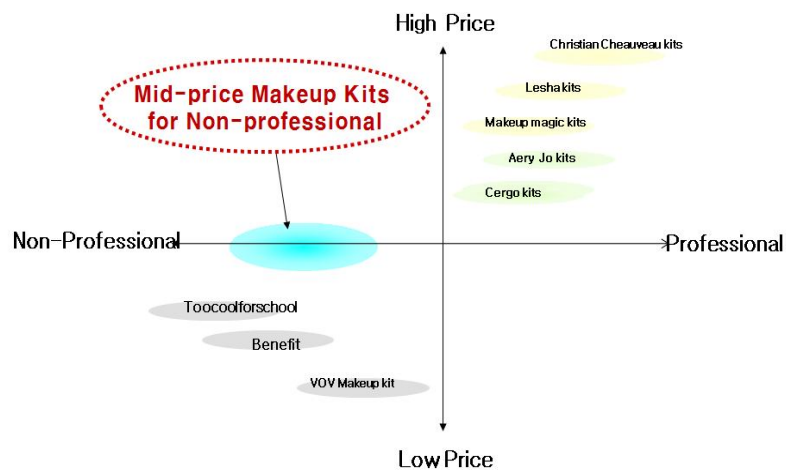 High Price
Christian Cheauveau kits
Mid-price Makeup Kits
for Non-professional
Lesha kits
Makeup magic kits
Aery Jo kits
Cergo kits
Non-Professional
Professional
Toocoolforschool
Benefit
VOV Makeup kit
Low Price